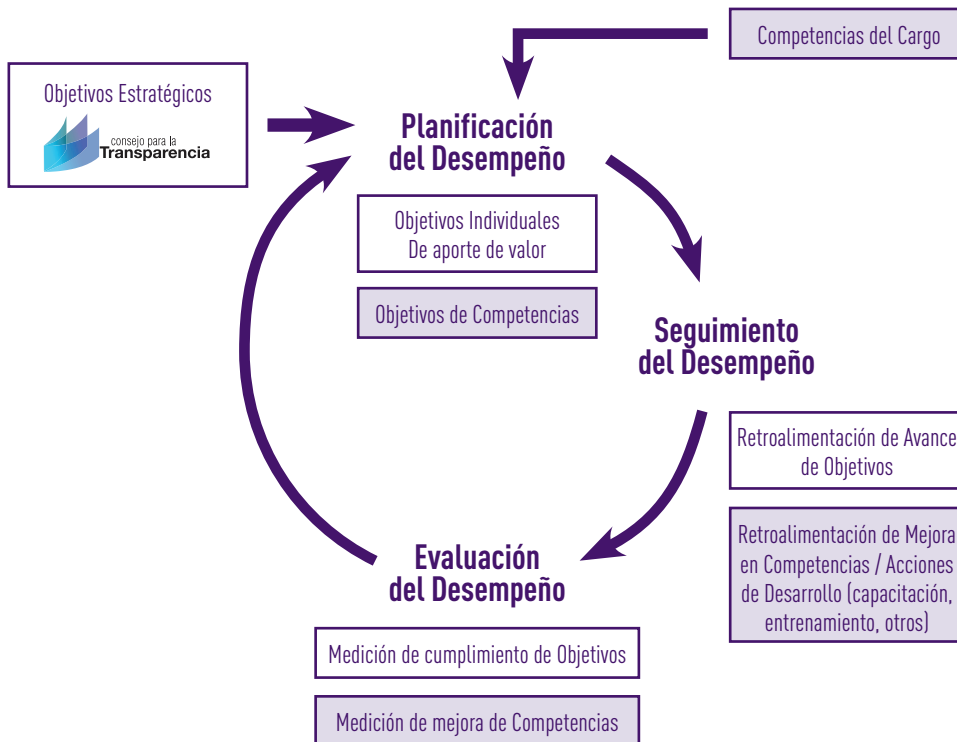 Competencias del Cargo
Objetivos Estratégicos
consejo para la
Transparencia
Planificación
del Desempeño
Objetivos Individuales
De aporte de valor
Objetivos de Competencias
Seguimiento
del Desempeño
Retroalimentación de Avance
de Objetivos
Retroalimentación de Mejora
en Competencias / Acciones
de Desarrollo (capacitación,
entrenamiento, otros)
Evaluación
del Desempeño
Medición de cumplimiento de Objetivos
Medición de mejora de Competencias